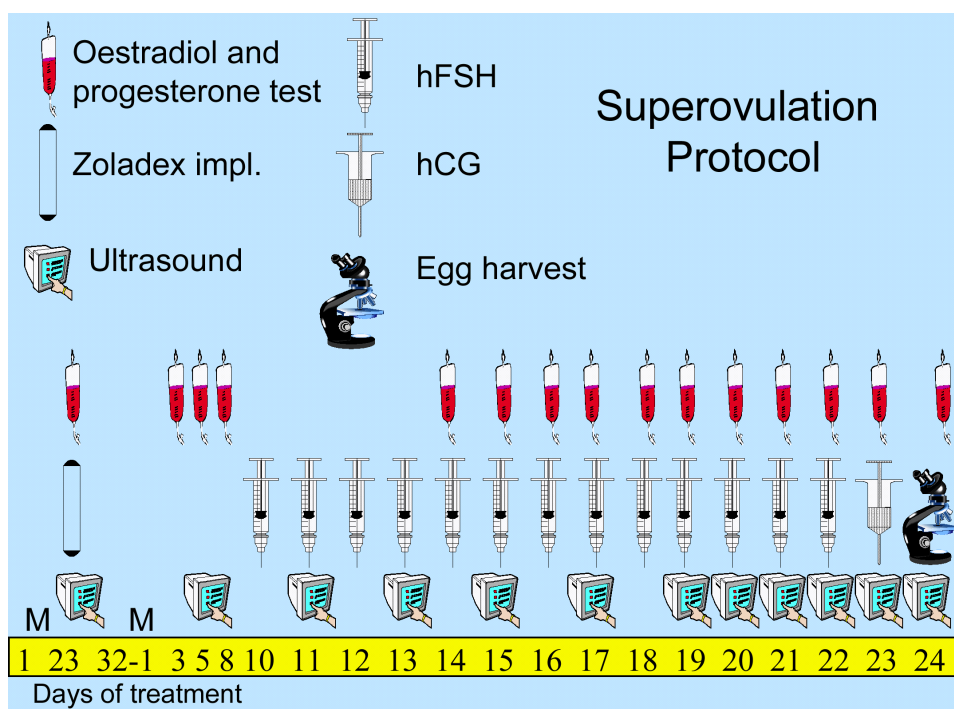 Oestradiol and
progesterone test
hFSH
Superovulation
Protocol
Zoladex impl.
hCG
Ultrasound
Egg harvest
M M
1 23 32-1 3 5 8 10 11 12 13 14 15 16 17 18 19 20 21 22 23 24
Days of treatment